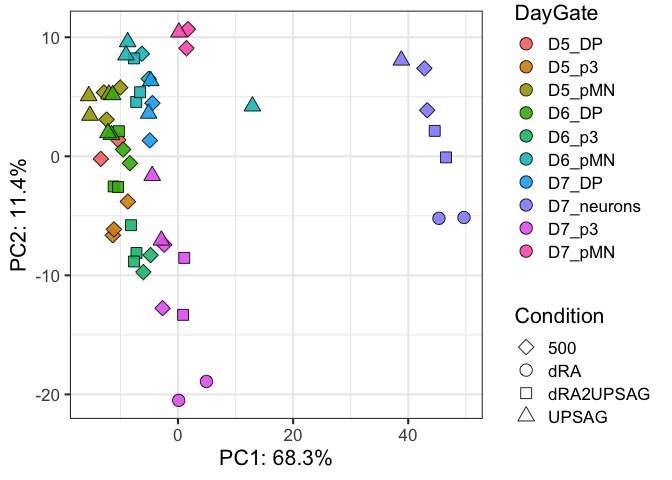 10
0
-10
-20
PC2: 11.4%
0
20
40
PC1: 68.3%
DayGate
D5_DP
D5_p3
D5_pMN
D6_DP
D6_p3
D6_pMN
D7_DP
D7_neurons
D7_p3
D7_pMN
Condition
500
dRA
dRA2UPSAG
UPSAG